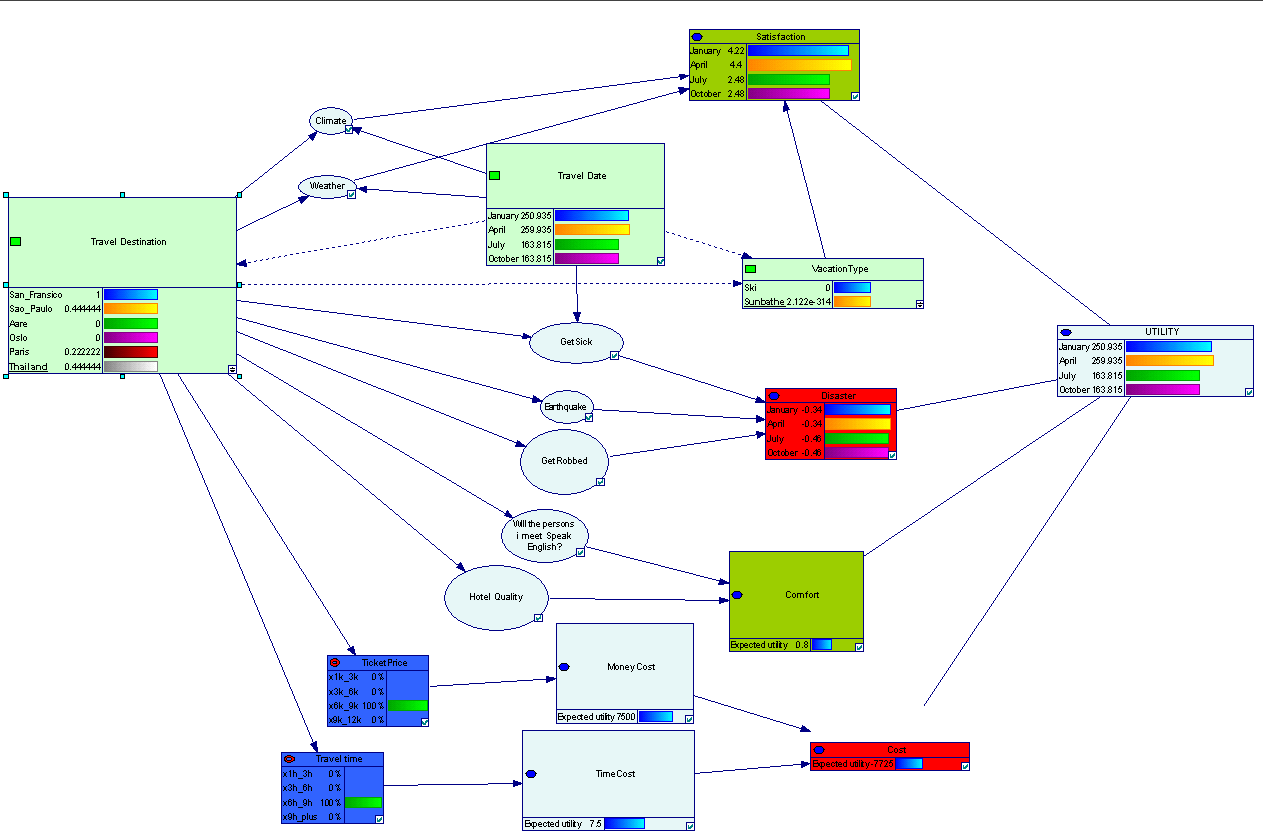 Satisfaction
January 4.22
April 4.4
July 2.48
October 2.48
Climate
Weather
Travel Date
January 250.935
April 259.935
July 163.815
October 163.815
Travel Destination
San_Fransico 1
Sao_Paulo 0.444444
Aare 0
Oslo 0
Paris 0.222222
Thailand 0.444444
VacationType
Ski 0
Sunbathe 2.122e-314
Get Sick
UTILITY
January 250.935
April 259.935
July 163.815
October 163.815
Earthquake
Disaster
January -0.34
April -0.34
July -0.46
October -0.46
Get Robbed
Will the persons
i meet Speak
English?
Hotel Quality
Comfort
Expected utility 0.8
TicketPrice
x1k_3k 0%
x3k_6k 0%
x6k_9k 100%
x9k_12k 0%
Money Cost
Expected utility 7500
Travel time
x1h_3h 0%
x3h_6h 0%
x6h_9h 100%
x9h_plus 0%
Time Cost
Expected utility 7.5
Cost
Expected utility -7725